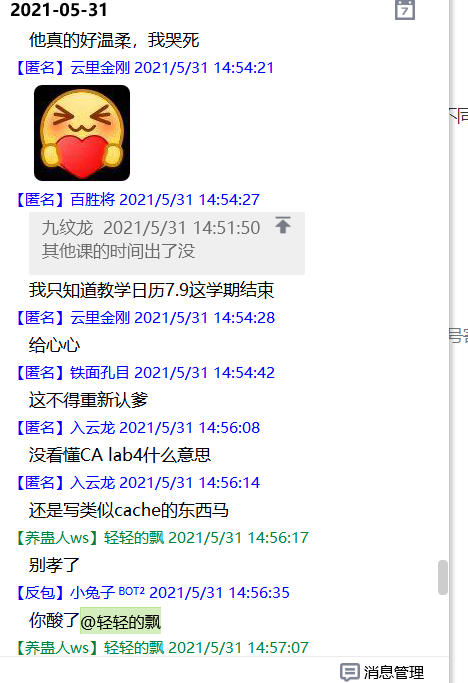 2021-05-31
7
他真的好温柔，我哭死
【匿名】云里金刚 2021/5/31 14:54:21
【匿名】百胜将 2021/5/31 14:54:27
九纹龙 2021/5/31 14:51:50
其他课的时间出了没
我只知道教学日历7.9这学期结束
【匿名】云里金刚 2021/5/31 14:54:28
给心心
【匿名】铁面孔目 2021/5/31 14:54:42
这不得重新认爹
【匿名】入云龙 2021/5/31 14:56:08
没看懂CA lab4什么意思
【匿名】入云龙 2021/5/31 14:56:14
还是写类似cache的东西马
【养蛊人ws】轻轻的飘 2021/5/31 14:56:17
别孝了
【反包】小兔子 BOT2 2021/5/31 14:56:35
你酸了@轻轻的飘
【养蛊人ws】轻轻的飘 2021/5/31 14:57:07
消息管理